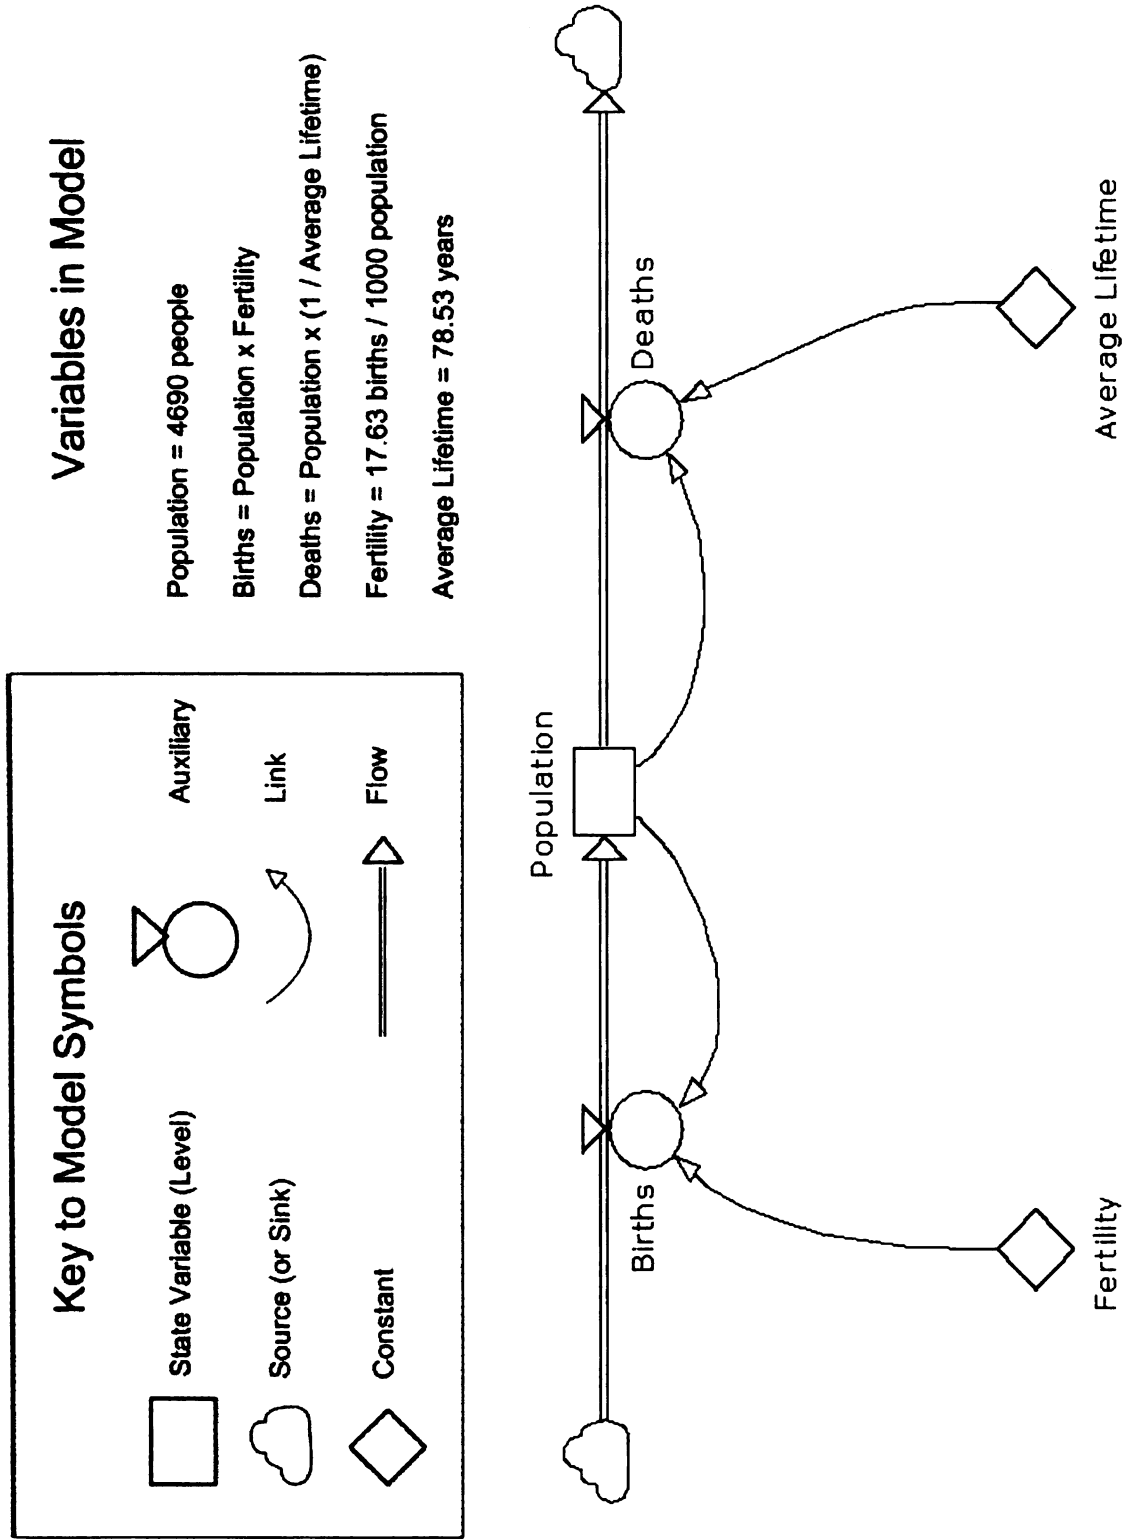 Key to Model Symbols
State Variable (Level)
Auxiliary
Source (or Sink)
Link
Constant
Flow
Variables in Model
Population = 4690 people
Births = Population x Fertility
Deaths = Population x (1 / Average Lifetime)
Fertility = 17.63 births / 1000 population
Average Lifetime = 78.53 years
Population
Births
Deaths
Fertility
Average Lifetime